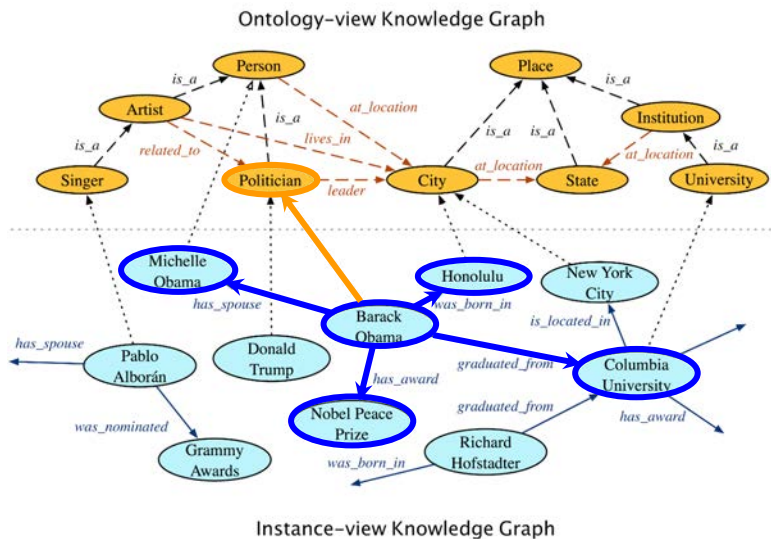 Ontology-view Knowledge Graph
Person
Place
is_a
is_a
Artist
at_location
Institution
is_a
is_a
is_a
is_a
lives_in
at_location
is_a
related_to
at_location
Singer
Politician
leader
City
State
University
Michelle
Obama
Honolulu
New York
City
has_spouse
was_born_in
Barack
Obama
is_located_in
has_spouse
Pablo
Alborán
Donald
Trump
graduated_from
Columbia
University
has_award
graduated_from
has_award
was_nominated
Nobel Peace
Prize
Grammy
Awards
was_born_in
Richard
Hofstadter
Instance-view Knowledge Graph